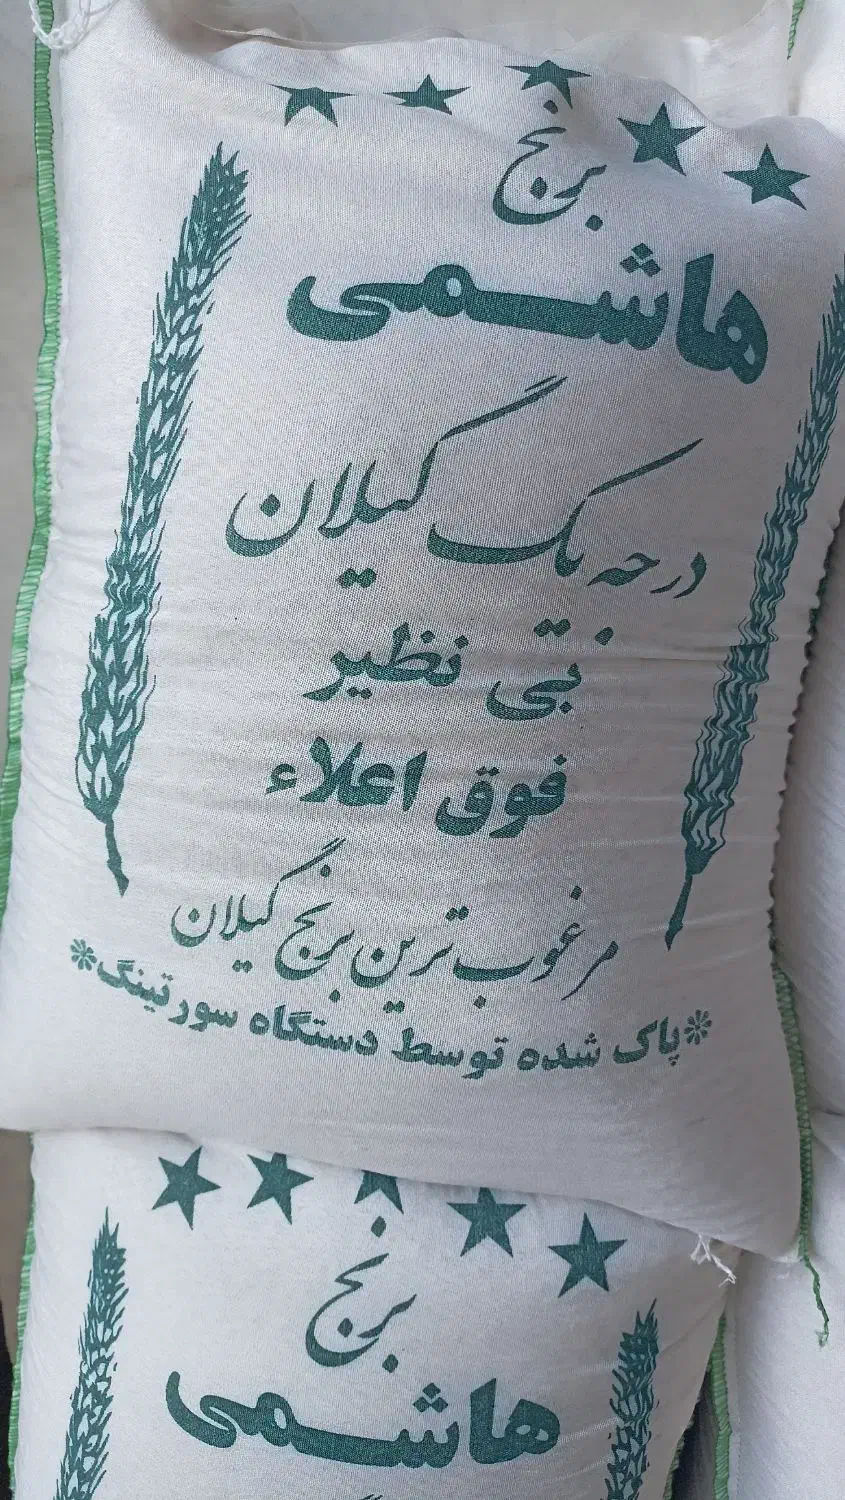 برنج
هاشمی
درجه یک گیلان
بی نظیر
فوق اعلاء
مرغوب ترین برنج گیلان
*پاک شده توسط دستگاه سورتینگ*
برنج
هاشمی